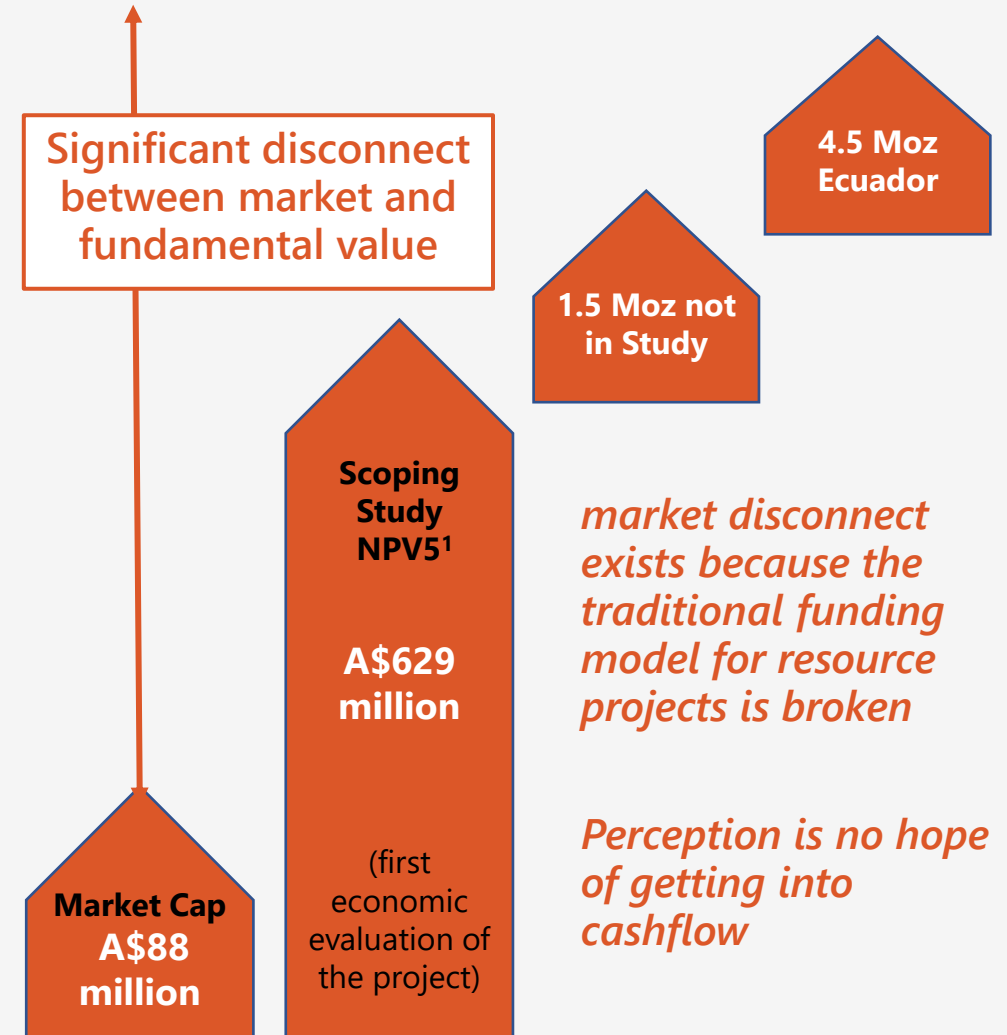 Significant disconnect
between market and
fundamental value
4.5 Moz
Ecuador
1.5 Moz not
in Study
Scoping
Study
NPV5¹
A$629
million
(first
economic
evaluation of
the project)
Market Cap
A$88
million
market disconnect
exists because the
traditional funding
model for resource
projects is broken
Perception is no hope
of getting into
cashflow